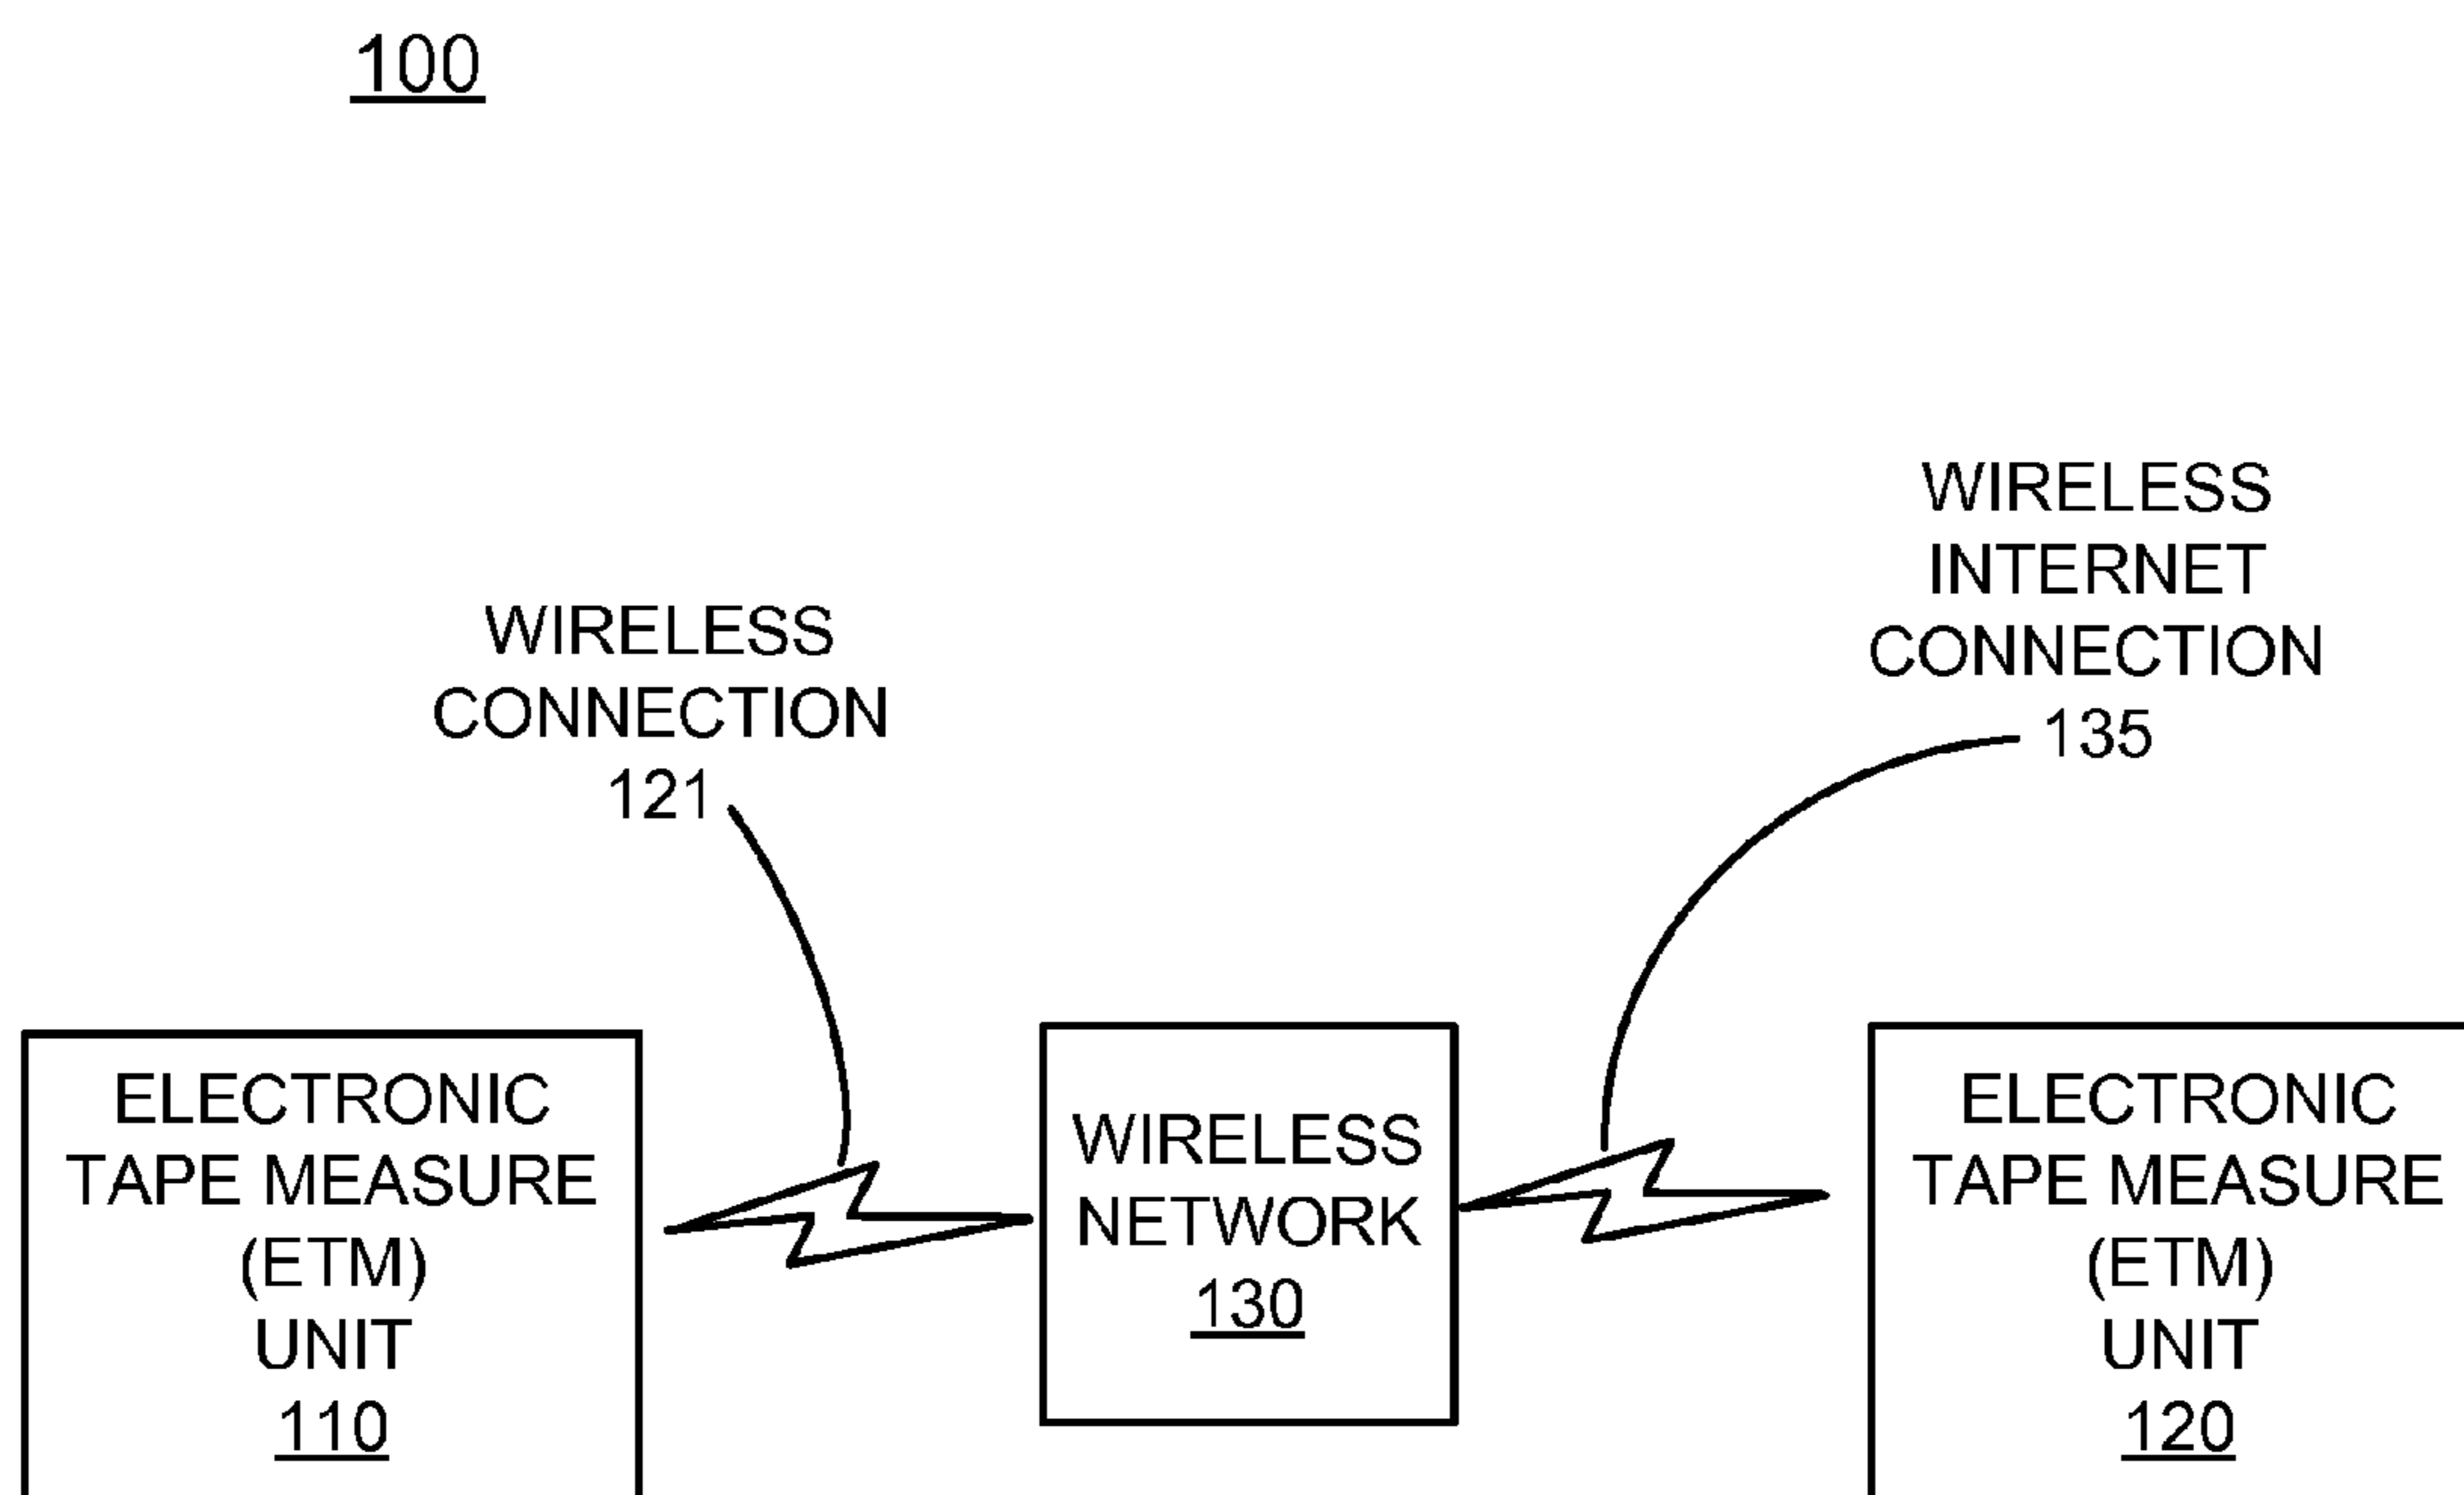 100
WIRELESS
CONNECTION
121
WIRELESS
INTERNET
CONNECTION
135
ELECTRONIC
TAPE MEASURE
(ETM)
UNIT
110
WIRELESS
NETWORK
130
ELECTRONIC
TAPE MEASURE
(ETM)
UNIT
120